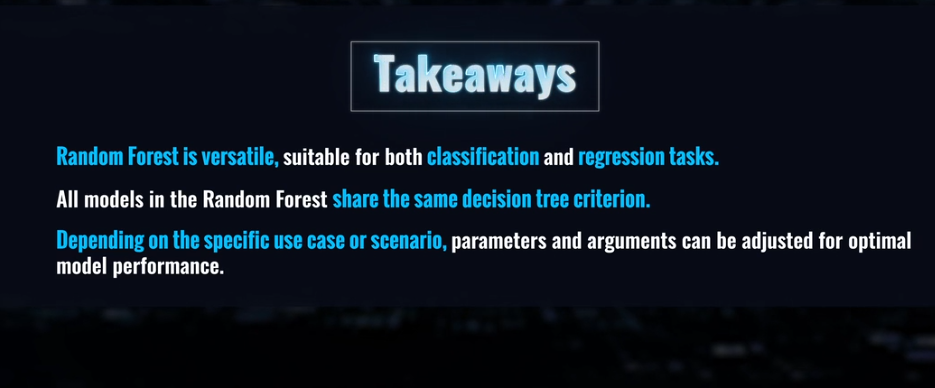 Takeaways
Random Forest is versatile, suitable for both classification and regression tasks.
All models in the Random Forest share the same decision tree criterion.
Depending on the specific use case or scenario, parameters and arguments can be adjusted for optimal
model performance.